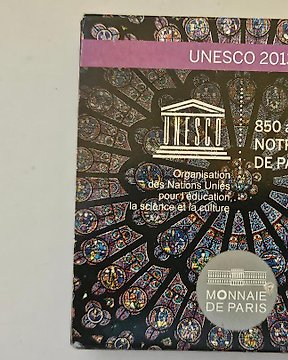 UNESCO 2013
UNESCO
850 a
NOTR
DE PA
Organisation
des Nations Unies
pour l'éducation
la science et la culture
MONNAIE
DE PARIS